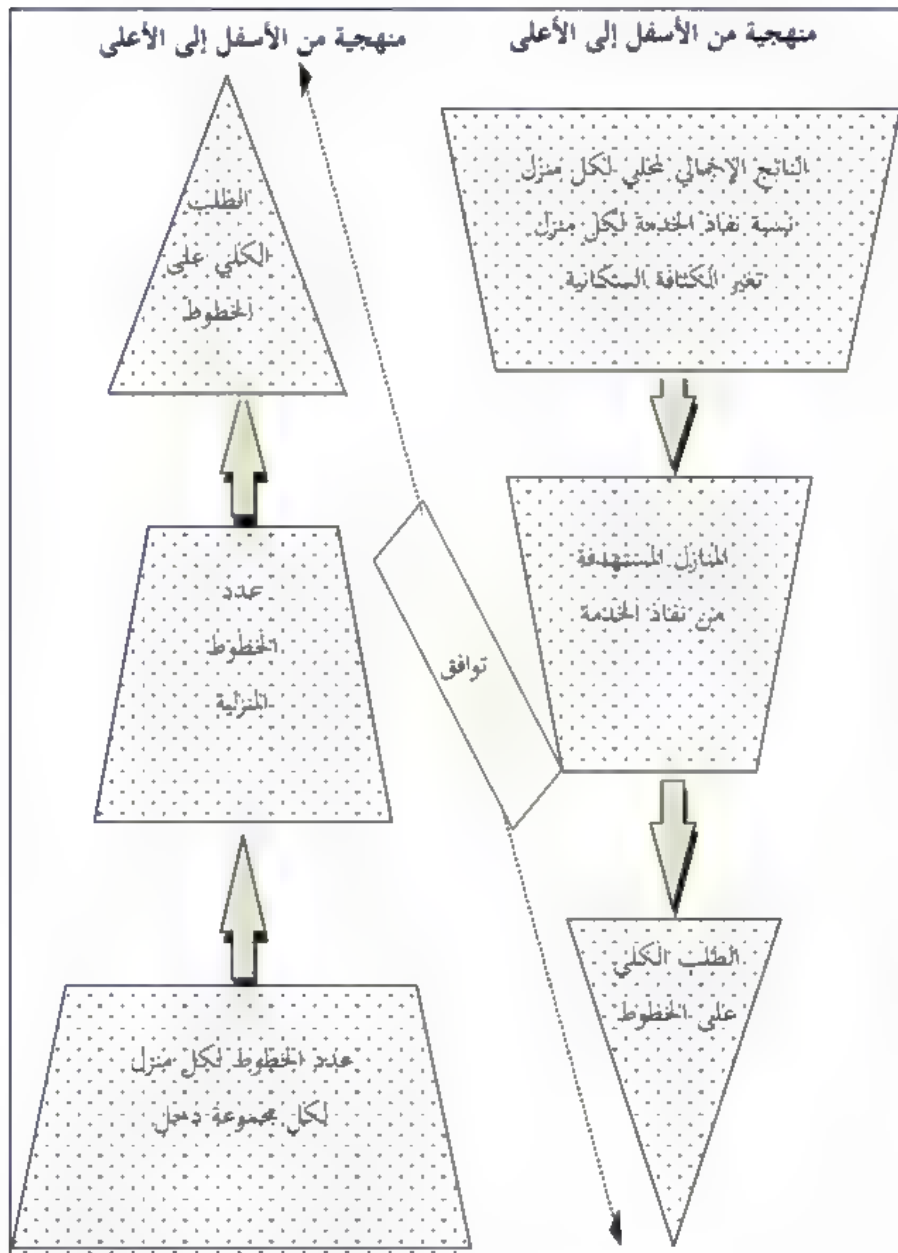 منهجية من الأسفل إلى الأعلى
الناتج الإجمالي لمحلي لكل منزل
نسبة نفاذ الخدمة لكل منزل
تغير الكثافة السكانية
المنازل المستهدفة
من نفاذ الخدمة
الطلب الكلي
على الخطوط
توافق
منهجية من الأسفل إلى الأعلى
الطلب
الكلي على
الخطوط
عدد
الخطوط
المنزلية
عدد الخطوط لكل منزل
لكل مجموعة دخل